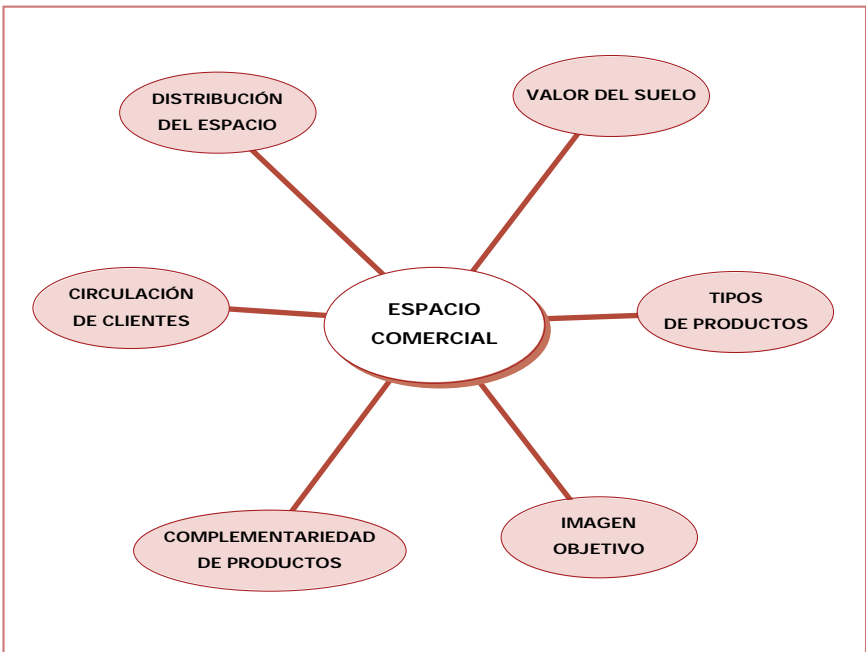 DISTRIBUCIÓN
DEL ESPACIO
VALOR DEL SUELO
CIRCULACIÓN
DE CLIENTES
ESPACIO
COMERCIAL
TIPOS
DE PRODUCTOS
COMPLEMENTARIEDAD
DE PRODUCTOS
IMAGEN
OBJETIVO